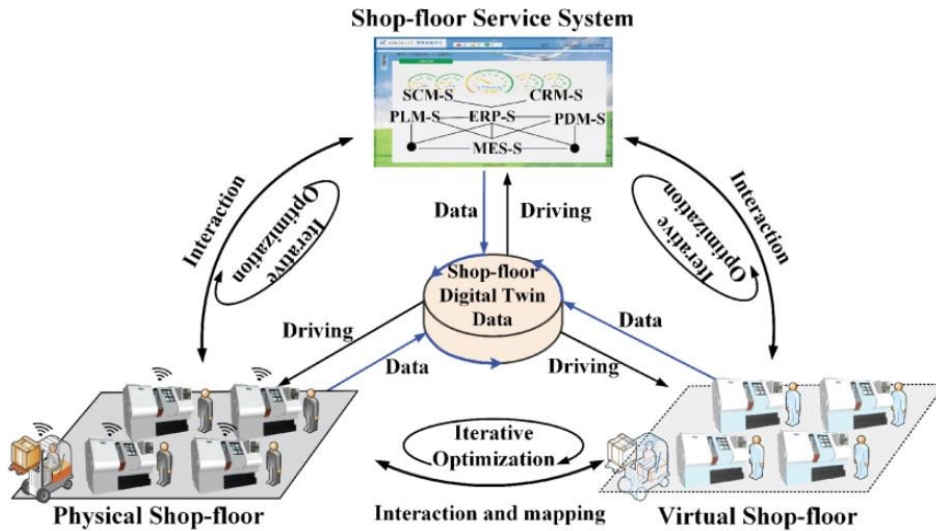 Shop-floor Service System
SCM-S
CRM-S
PLM-S
ERP-S
PDM-S
MES-S
Interaction
Iterative
Optimization
Interaction
Iterative
Optimization
Data
Driving
Shop-floor
Digital Twin
Data
Driving
Data
Data
Driving
Iterative
Optimization
Physical Shop-floor
Interaction and mapping
Virtual Shop-floor